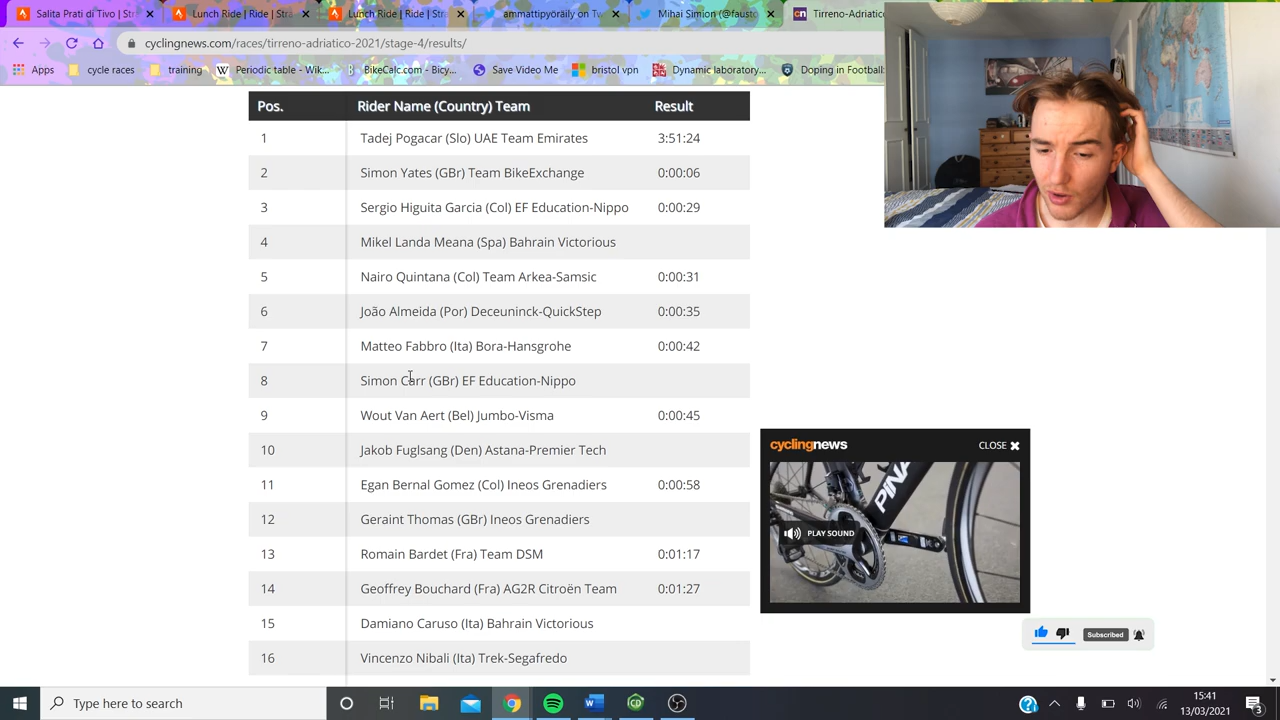 Salita Prati di Tivo | Str
Lunch Ride | Ride | Stra
Lunch Ride | Ride | Stra
ammattipyöräily on Tv
Mihai Simion (@fausto
cn Tirreno-Adriatico
cyclingnews.com/races/tirreno-adriatico-2021/stage-4/results/
Apps cycle races training Periodic table - Wik... BikeCalc.com - Bicy... Save Video Me bristol vpn Dynamic laboratory... Doping in Football:
Pos. Rider Name (Country) Team Result
1 Tadej Pogacar (Slo) UAE Team Emirates 3:51:24
2 Simon Yates (GBr) Team BikeExchange 0:00:06
3 Sergio Higuita Garcia (Col) EF Education-Nippo 0:00:29
4 Mikel Landa Meana (Spa) Bahrain Victorious
5 Nairo Quintana (Col) Team Arkea-Samsic 0:00:31
6 João Almeida (Por) Deceuninck-QuickStep 0:00:35
7 Matteo Fabbro (Ita) Bora-Hansgrohe 0:00:42
8 Simon Carr (GBr) EF Education-Nippo
9 Wout Van Aert (Bel) Jumbo-Visma 0:00:45
10 Jakob Fuglsang (Den) Astana-Premier Tech
11 Egan Bernal Gomez (Col) Ineos Grenadiers 0:00:58
12 Geraint Thomas (GBr) Ineos Grenadiers
13 Romain Bardet (Fra) Team DSM 0:01:17
14 Geoffrey Bouchard (Fra) AG2R Citroën Team 0:01:27
15 Damiano Caruso (Ita) Bahrain Victorious
16 Vincenzo Nibali (Ita) Trek-Segafredo
cyclingnews CLOSE
PINA
PLAY SOUND
Subscribed
Type here to search
15:41
13/03/2021
3